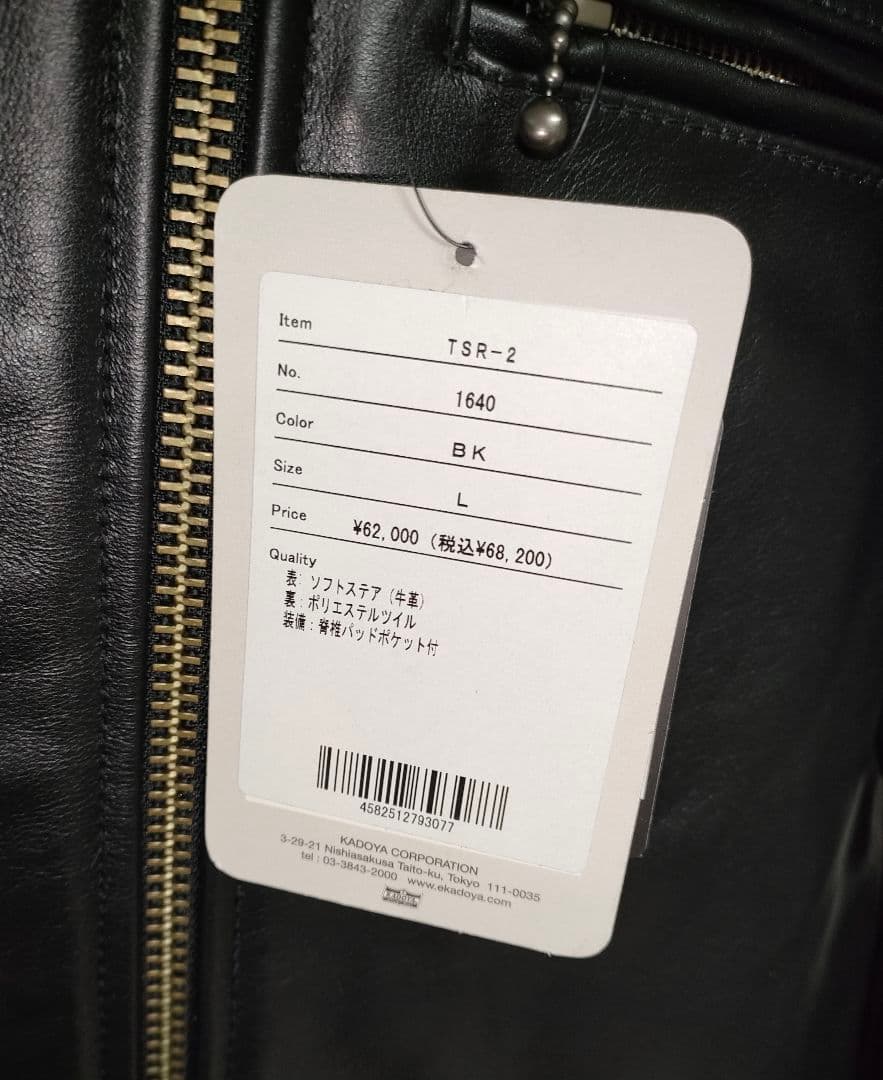 Item TSR-2
No. 1640
Color BK
Size L
Price ¥62,000 (税込¥68,200)
Quality
表: ソフトステア (牛革)
裏: ポリエステルツイル
装備: 脊椎パッドポケット付
4582512793077
KADOYA CORPORATION
3-29-21 Nishiasakusa Taito-ku, Tokyo 111-0035
tel : 03-3843-2000 www.ekadoya.com
KADOYA